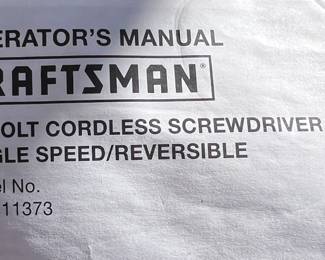 ERATOR'S MANUAL
RAFTSMAN®
OLT CORDLESS SCREWDRIVER
GLE SPEED/REVERSIBLE
el No.
11373